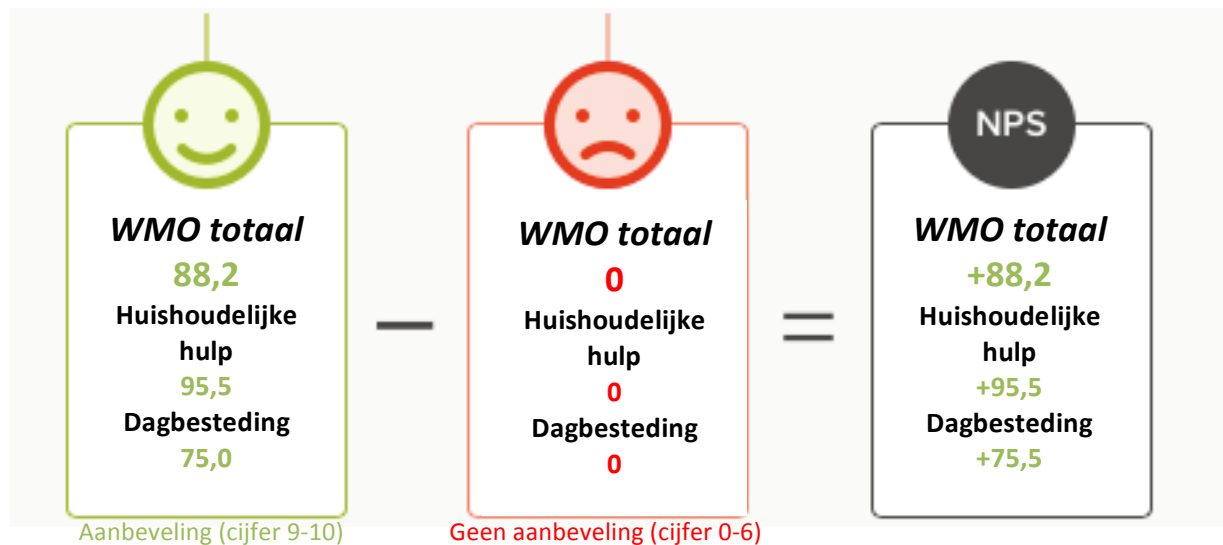 WMO totaal
88,2
Huishoudelijke
hulp
95,5
Dagbesteding
75,0
Aanbeveling (cijfer 9-10)
WMO totaal
0
Huishoudelijke
hulp
0
Dagbesteding
0
Geen aanbeveling (cijfer 0-6)
NPS
WMO totaal
+88,2
Huishoudelijke
hulp
+95,5
Dagbesteding
+75,5